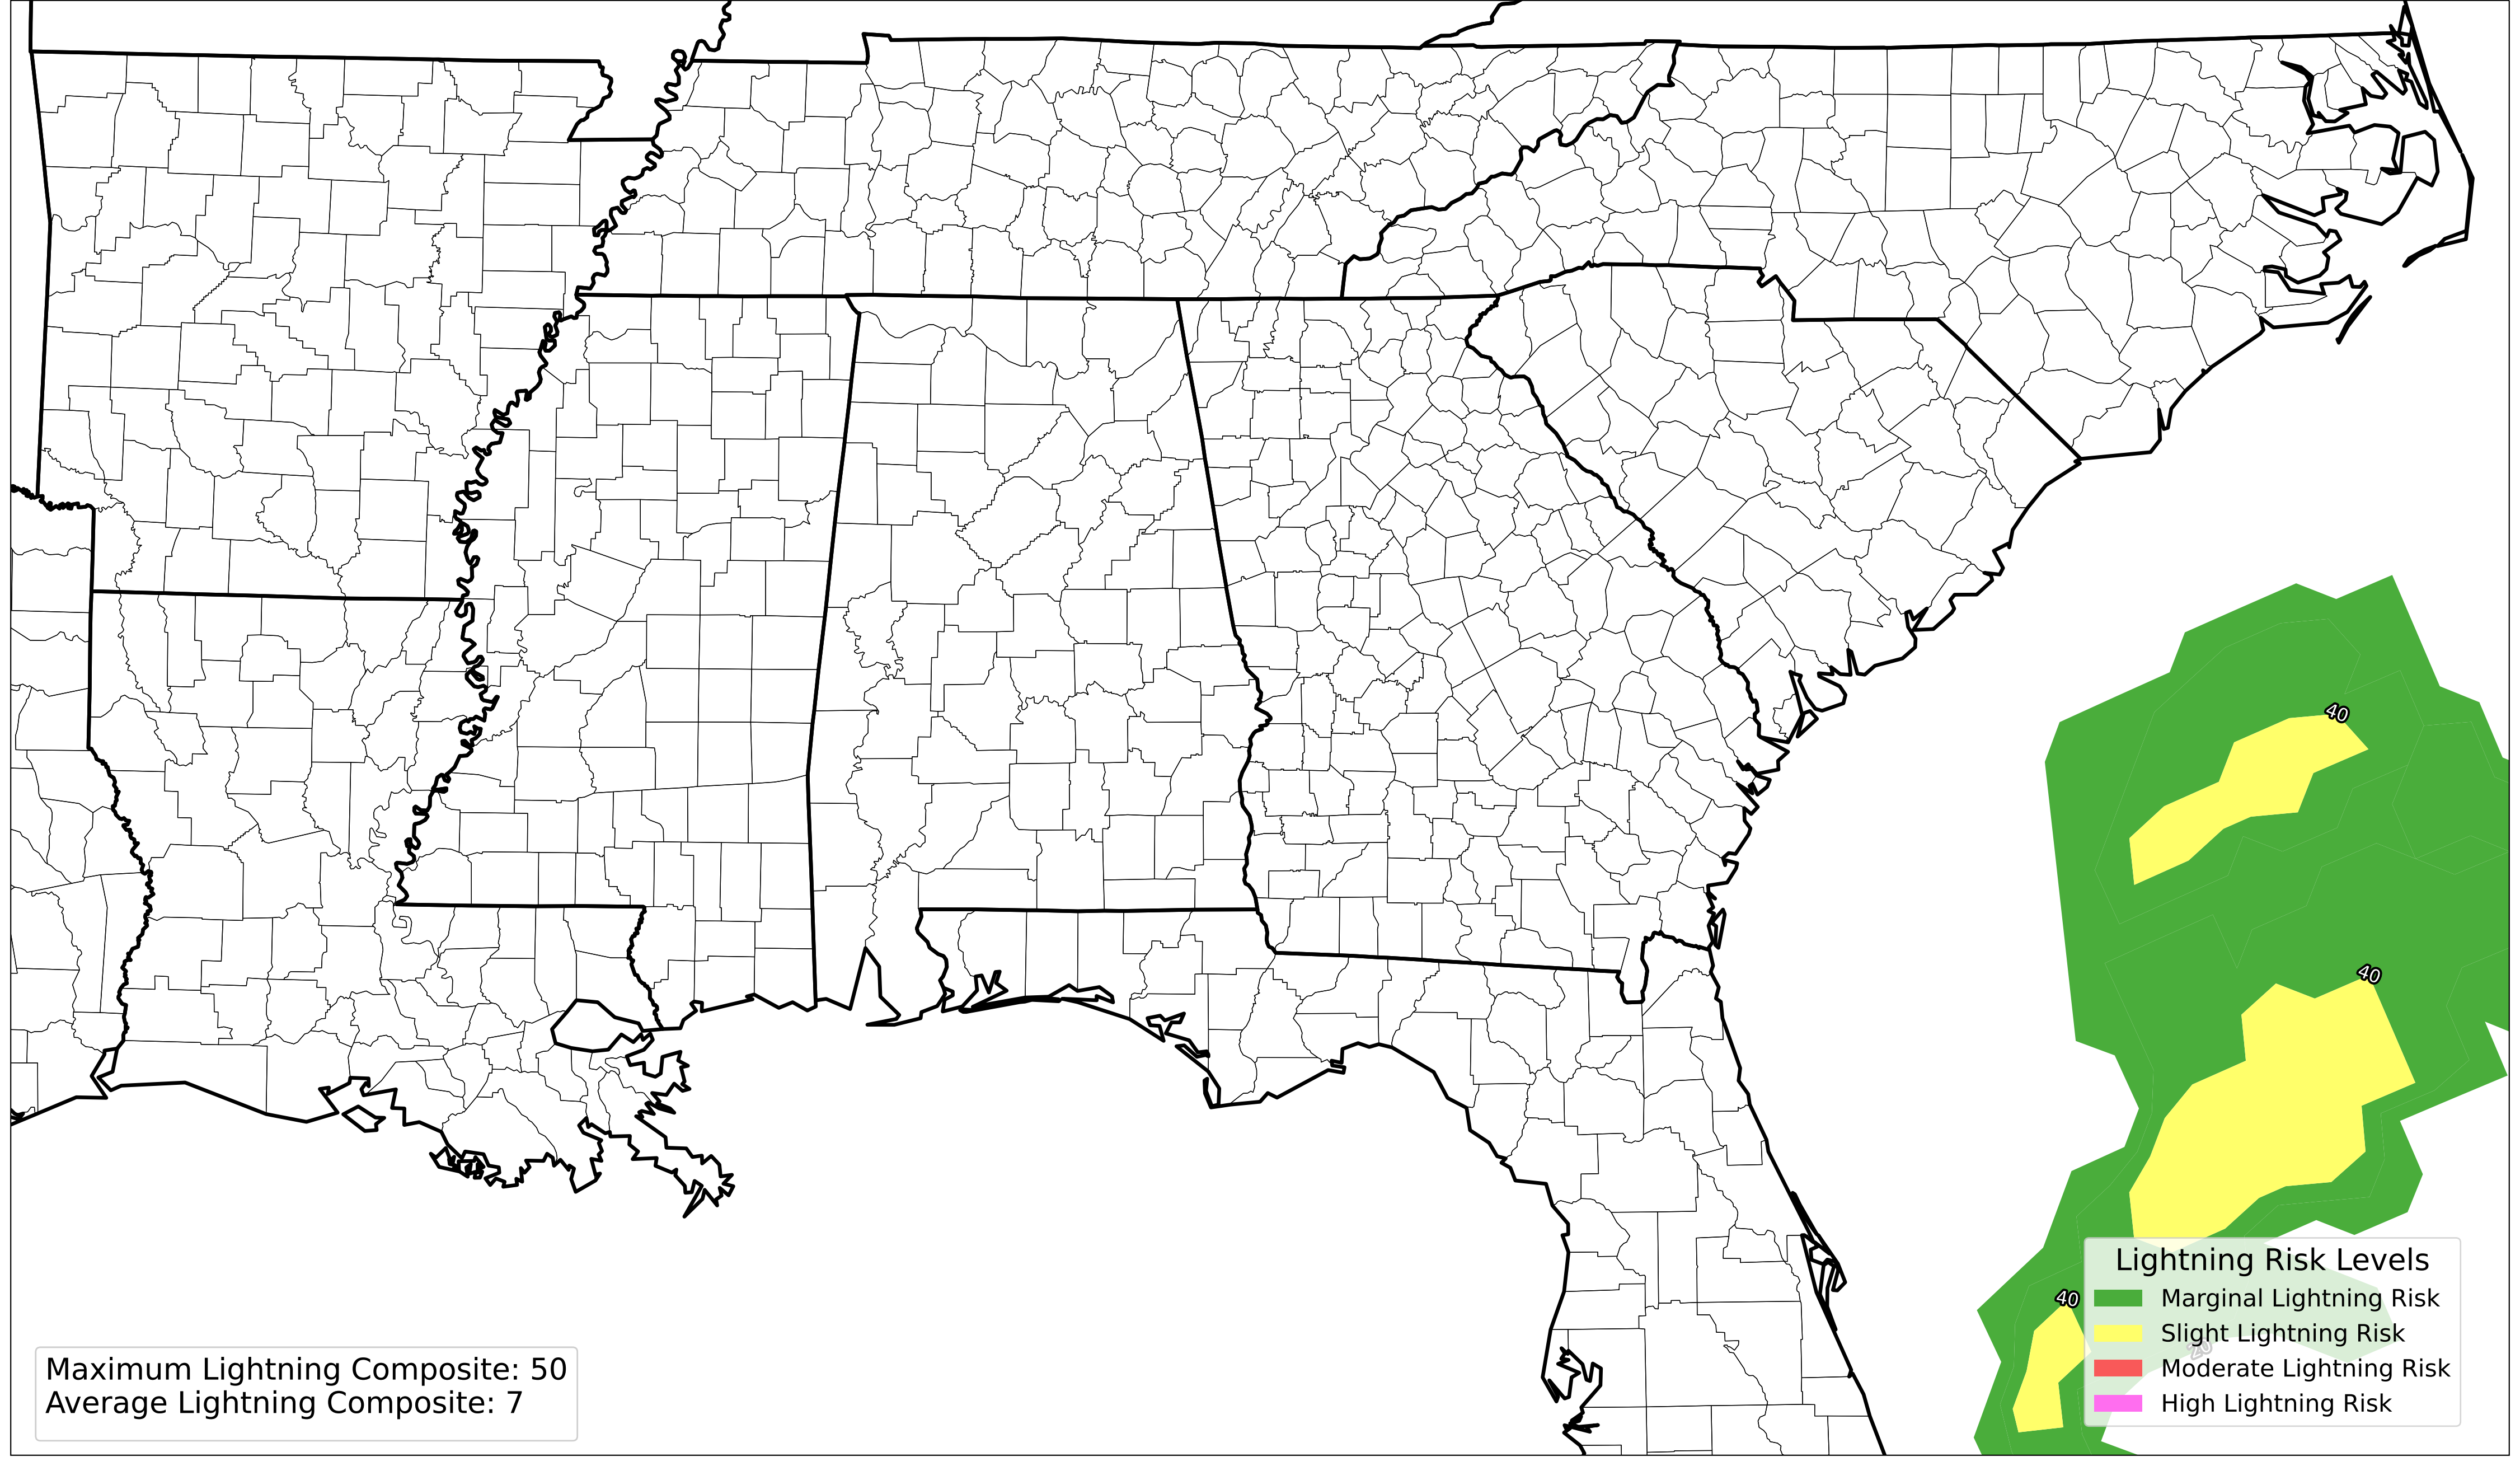 40
40
40
Lightning Risk Levels
Marginal Lightning Risk
Slight Lightning Risk
20
Moderate Lightning Risk
High Lightning Risk
Maximum Lightning Composite: 50
Average Lightning Composite: 7